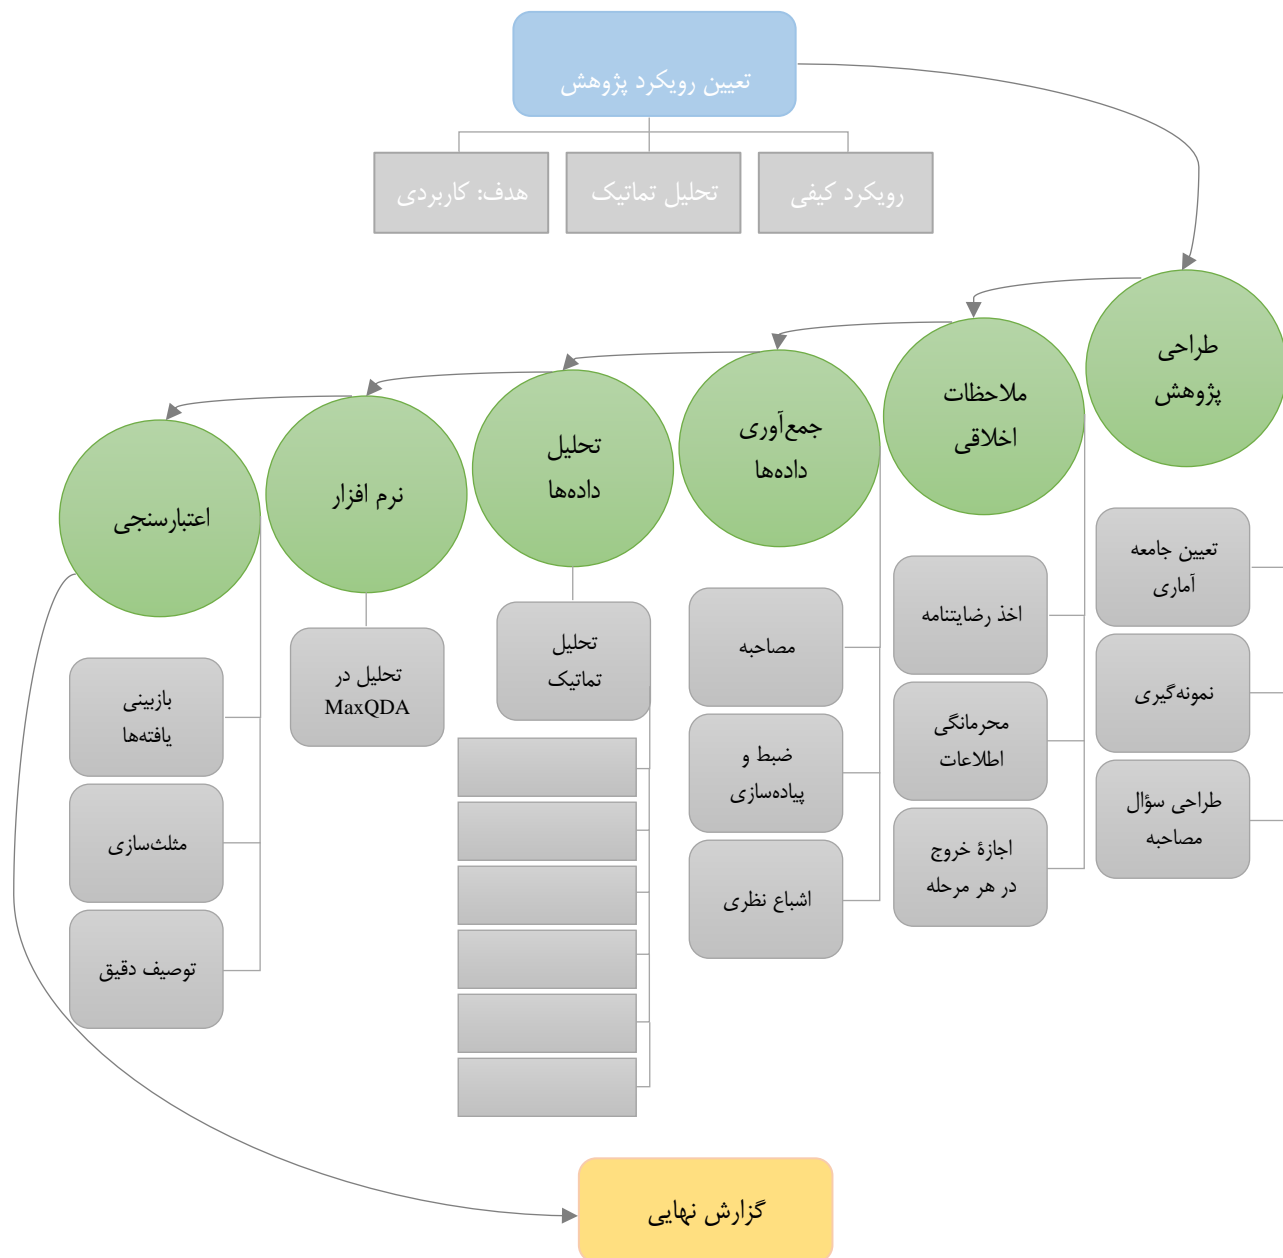 تعیین رویکرد پژوهش
رویکرد کیفی
تحلیل تماتیک
هدف: کاربردی
طراحی
پژوهش
تعیین جامعه
آماری
نمونه‌گیری
طراحی سؤال
مصاحبه
ملاحظات
اخلاقی
اخذ رضایتنامه
محرمانگی
اطلاعات
اجازۀ خروج
در هر مرحله
جمع‌آوری
داده‌ها
مصاحبه
ضبط و
پیاده‌سازی
اشباع نظری
تحلیل
داده‌ها
تحلیل
تماتیک
نرم افزار
تحلیل در
MaxQDA
اعتبارسنجی
بازبینی
یافته‌ها
مثلث‌سازی
توصیف دقیق
گزارش نهایی